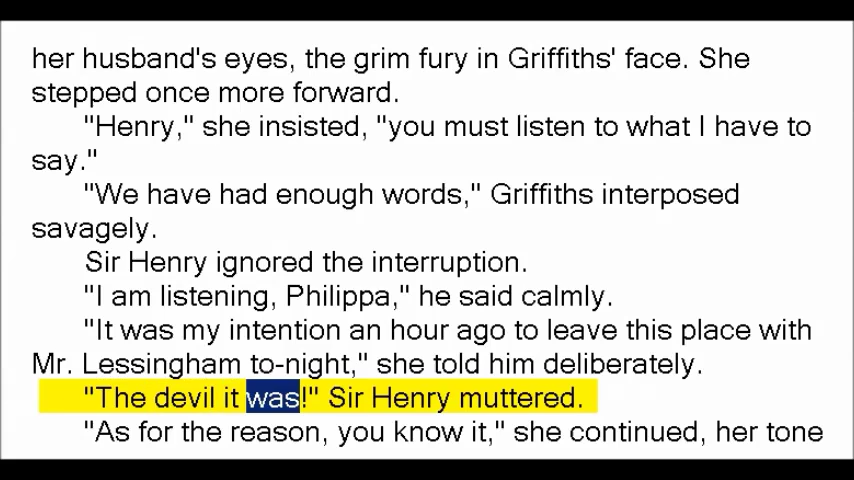 her husband's eyes, the grim fury in Griffiths' face. She
stepped once more forward.
"Henry," she insisted, "you must listen to what I have to
say."
"We have had enough words," Griffiths interposed
savagely.
Sir Henry ignored the interruption.
"I am listening, Philippa," he said calmly.
"It was my intention an hour ago to leave this place with
Mr. Lessingham to-night," she told him deliberately.
"The devil it was!" Sir Henry muttered.
"As for the reason, you know it," she continued, her tone